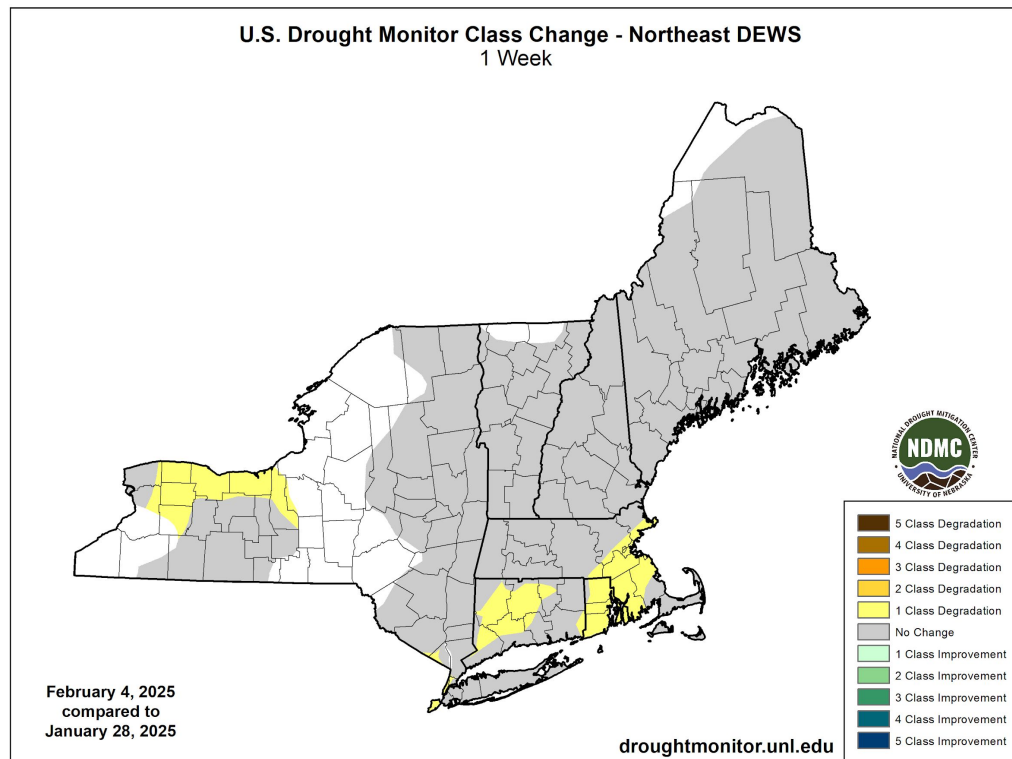 U.S. Drought Monitor Class Change - Northeast DEWS
1 Week
NATIONAL DROUGHT MITIGATION CENTER
NDMC
UNIVERSITY OF NEBRASKA
5 Class Degradation
4 Class Degradation
3 Class Degradation
2 Class Degradation
1 Class Degradation
No Change
1 Class Improvement
2 Class Improvement
3 Class Improvement
4 Class Improvement
5 Class Improvement
February 4, 2025
compared to
January 28, 2025
droughtmonitor.unl.edu